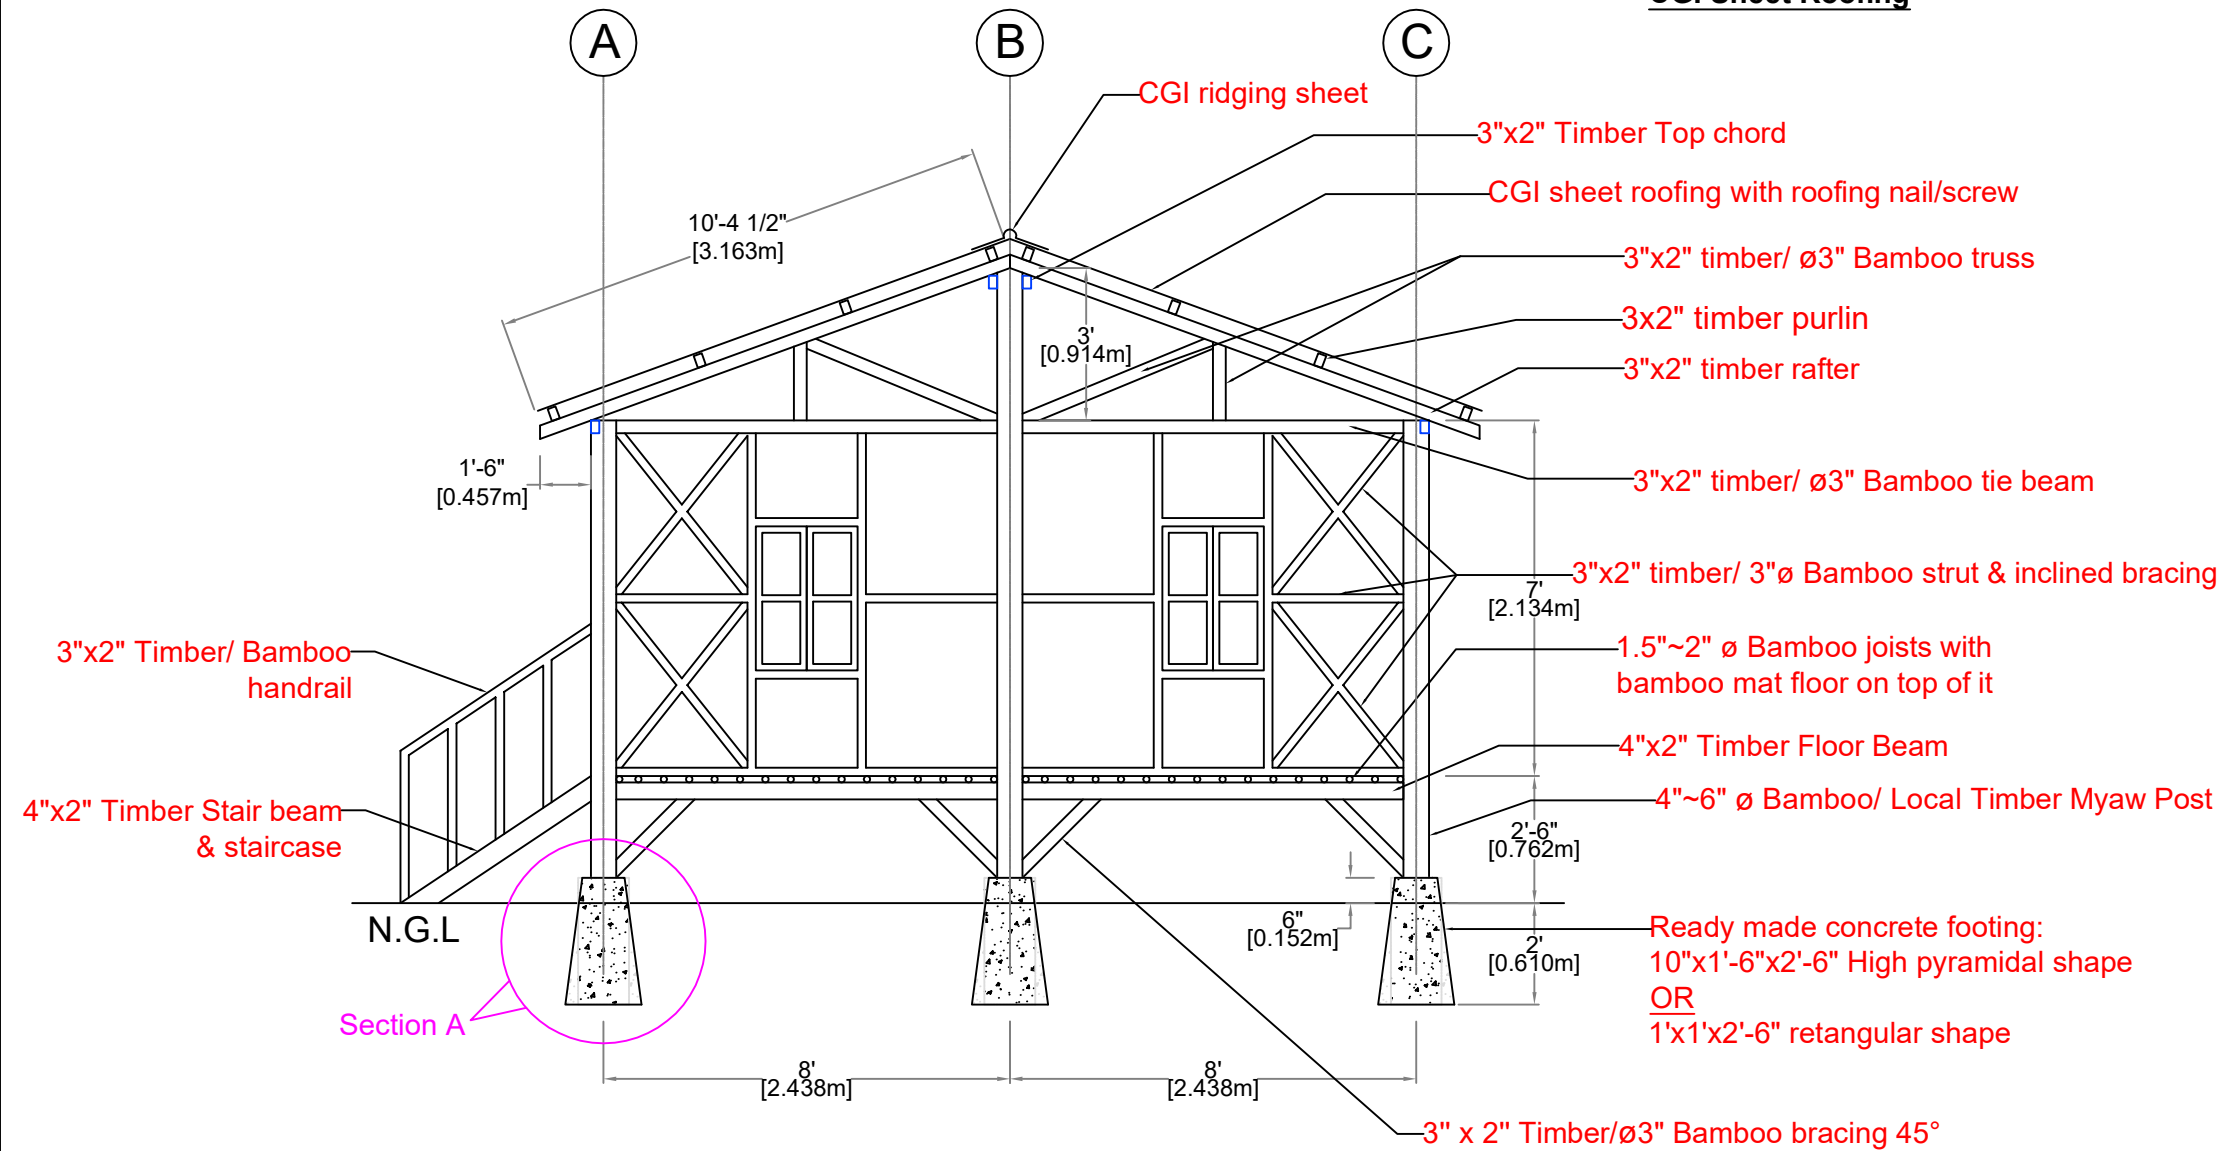 CGI Sheet Roofing
A
B
C
CGI ridging sheet
3"x2" Timber Top chord
CGI sheet roofing with roofing nail/screw
10'-4 1/2"
[3.163m]
3"x2" timber/ ø3" Bamboo truss
3x2" timber purlin
3'
[0.914m]
3"x2" timber rafter
1'-6"
[0.457m]
3"x2" timber/ ø3" Bamboo tie beam
3"x2" timber/ 3"ø Bamboo strut & inclined bracing
7'
[2.134m]
3"x2" Timber/ Bamboo
handrail
1.5"~2" ø Bamboo joists with
bamboo mat floor on top of it
4"x2" Timber Floor Beam
4"x2" Timber Stair beam
& staircase
4"~6" ø Bamboo/ Local Timber Myaw Post
2'-6"
[0.762m]
N.G.L
6"
[0.152m]
2'
[0.610m]
Ready made concrete footing:
10"x1'-6"x2'-6" High pyramidal shape
OR
1'x1'x2'-6" retangular shape
Section A
8'
[2.438m]
8'
[2.438m]
3" x 2" Timber/ø3" Bamboo bracing 45°